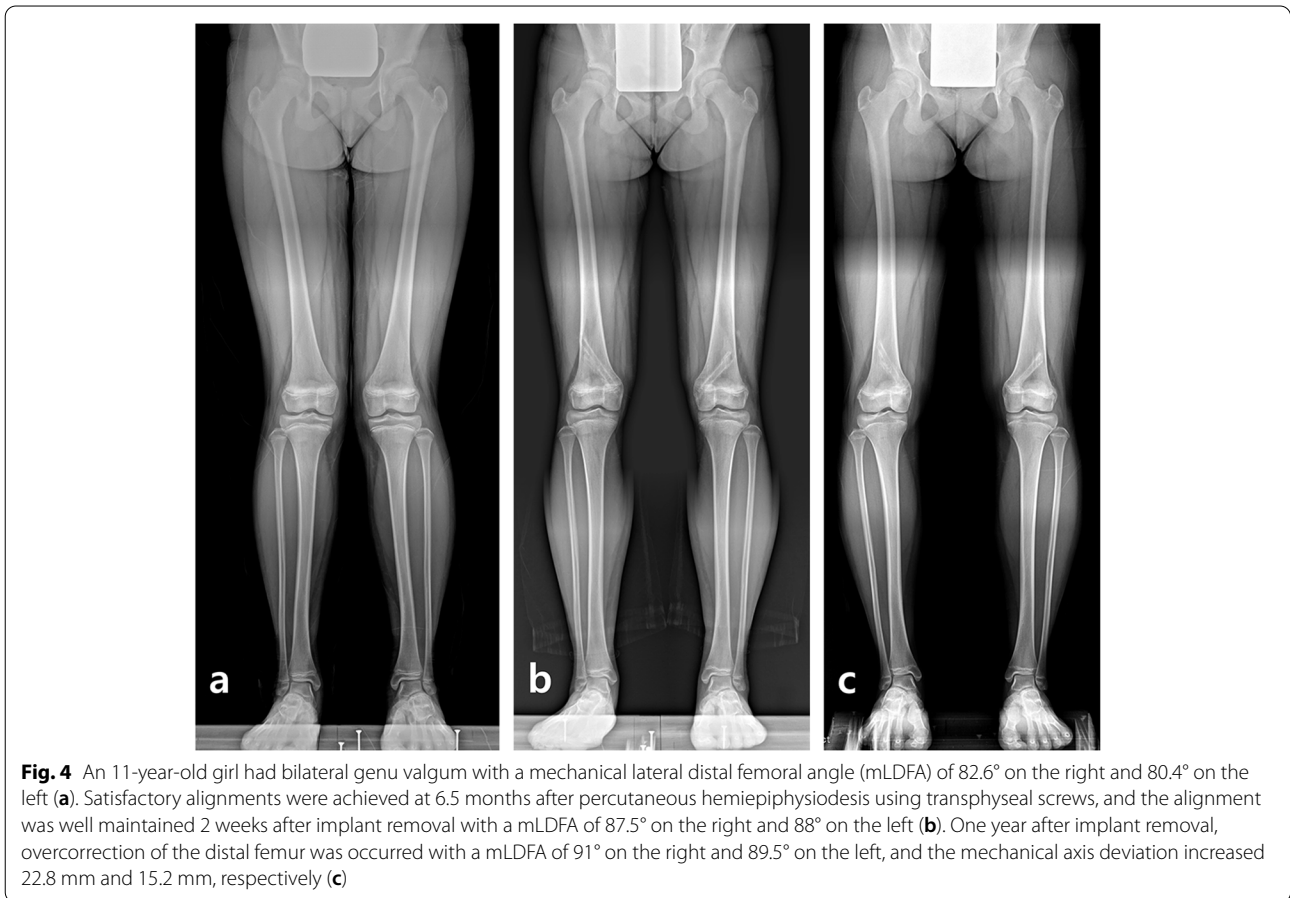 a
b
c
Fig. 4 An 11-year-old girl had bilateral genu valgum with a mechanical lateral distal femoral angle (mLDFA) of 82.6° on the right and 80.4° on the
left (a). Satisfactory alignments were achieved at 6.5 months after percutaneous hemiepiphysiodesis using transphyseal screws, and the alignment
was well maintained 2 weeks after implant removal with a mLDFA of 87.5° on the right and 88° on the left (b). One year after implant removal,
overcorrection of the distal femur was occurred with a mLDFA of 91° on the right and 89.5° on the left, and the mechanical axis deviation increased
22.8 mm and 15.2 mm, respectively (c)